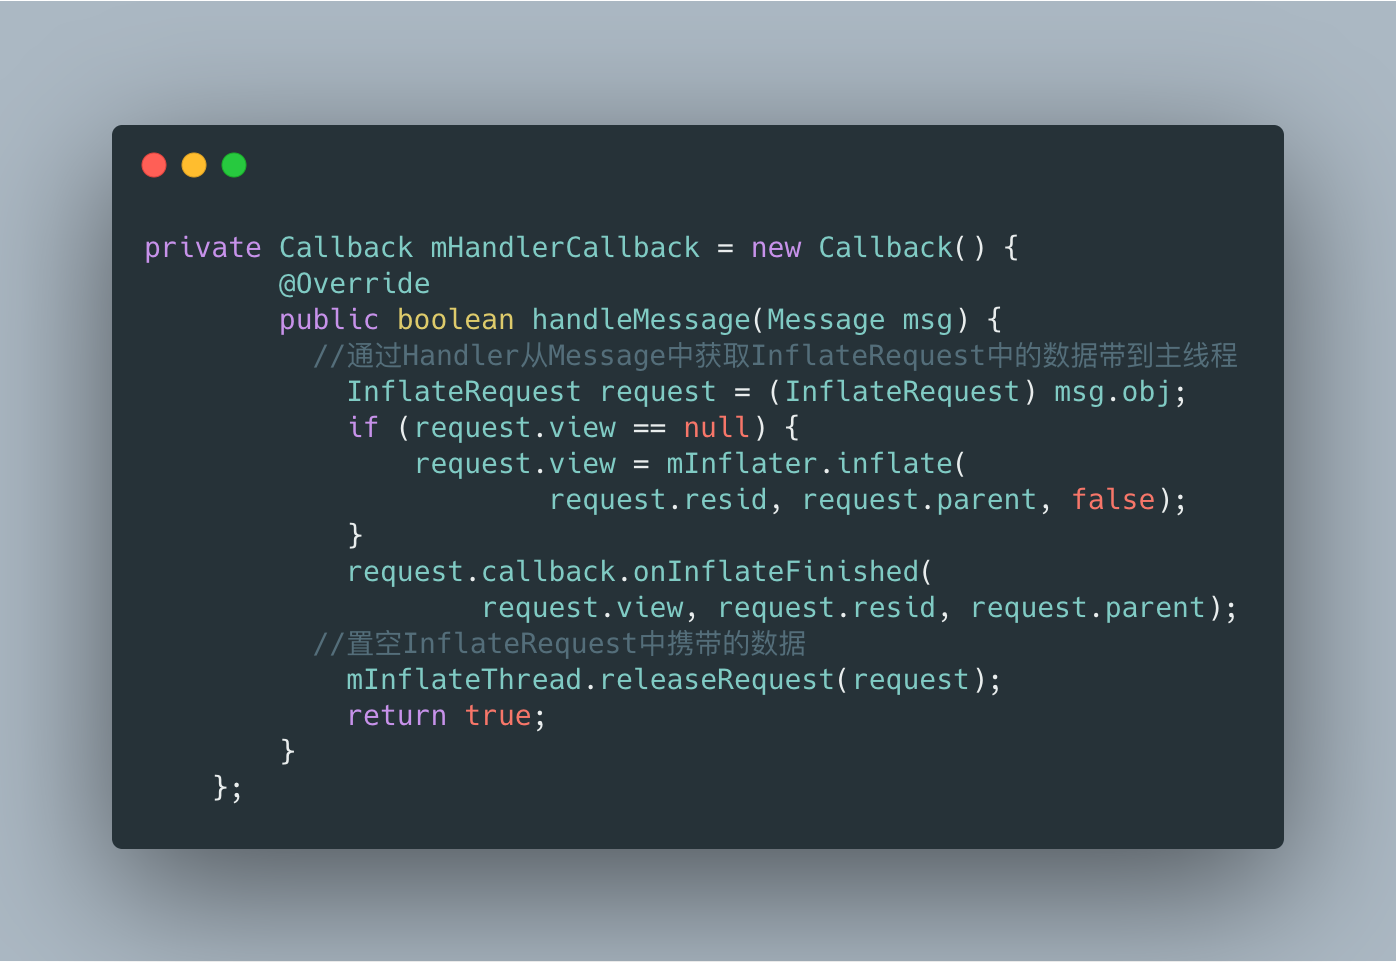 private Callback mHandlerCallback = new Callback() {
        @Override
        public boolean handleMessage(Message msg) {
          //通过Handler从Message中获取InflateRequest中的数据带到主线程
            InflateRequest request = (InflateRequest) msg.obj;
            if (request.view == null) {
                request.view = mInflater.inflate(
                        request.resid, request.parent, false);
            }
            request.callback.onInflateFinished(
                    request.view, request.resid, request.parent);
          //置空InflateRequest中携带的数据
            mInflateThread.releaseRequest(request);
            return true;
        }
    };